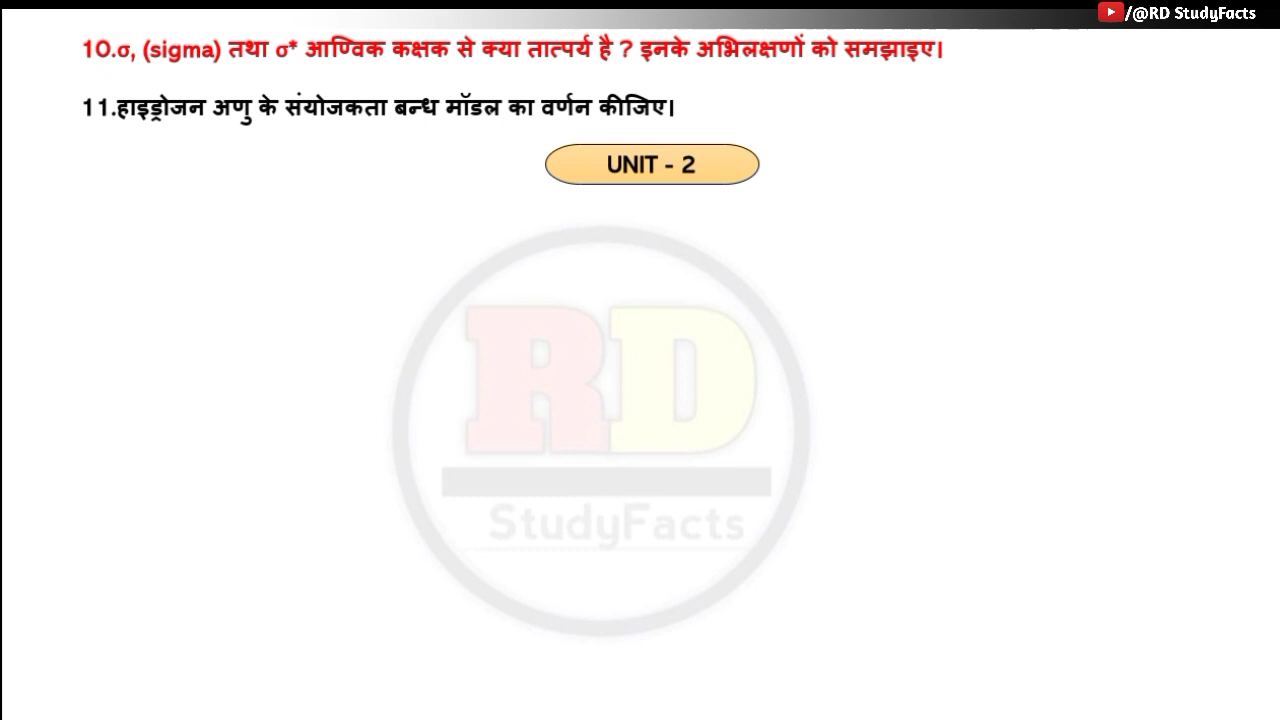 /@RD StudyFacts
10.σ, (sigma) तथा σ* आण्विक कक्षक से क्या तात्पर्य है ? इनके अभिलक्षणों को समझाइए।
11.हाइड्रोजन अणु के संयोजकता बन्ध मॉडल का वर्णन कीजिए।
UNIT - 2
RD
StudyFacts